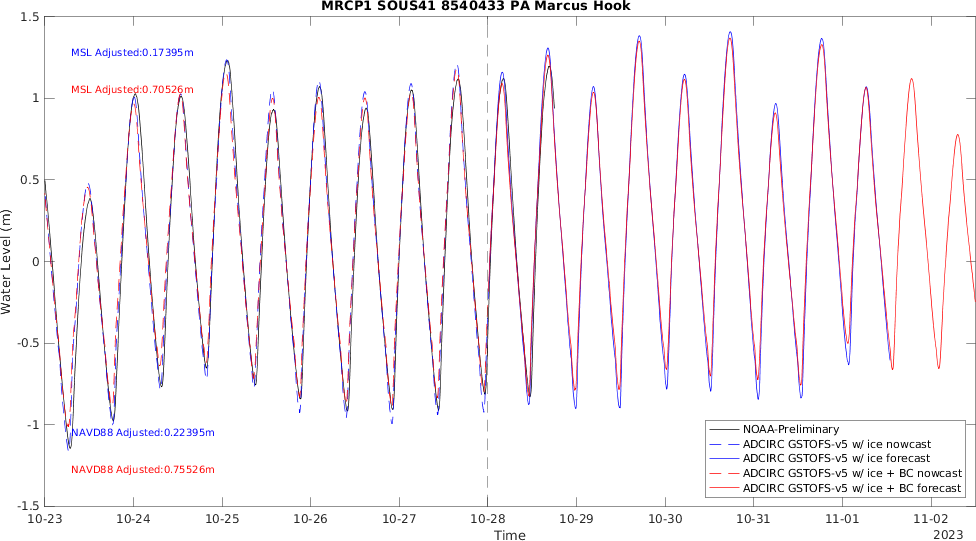 MRCP1 SOUS41 8540433 PA Marcus Hook
1.5
1
0.5
0
-0.5
-1
-1.5
Water Level (m)
MSL Adjusted:0.17395m
MSL Adjusted:0.70526m
NAVD88 Adjusted:0.22395m
NAVD88 Adjusted:0.75526m
NOAA-Preliminary
ADCIRC GSTOFS-v5 w/ ice nowcast
ADCIRC GSTOFS-v5 w/ ice forecast
ADCIRC GSTOFS-v5 w/ ice + BC nowcast
ADCIRC GSTOFS-v5 w/ ice + BC forecast
10-23 10-24 10-25 10-26 10-27 10-28 10-29 10-30 10-31 11-01 11-02
Time
2023